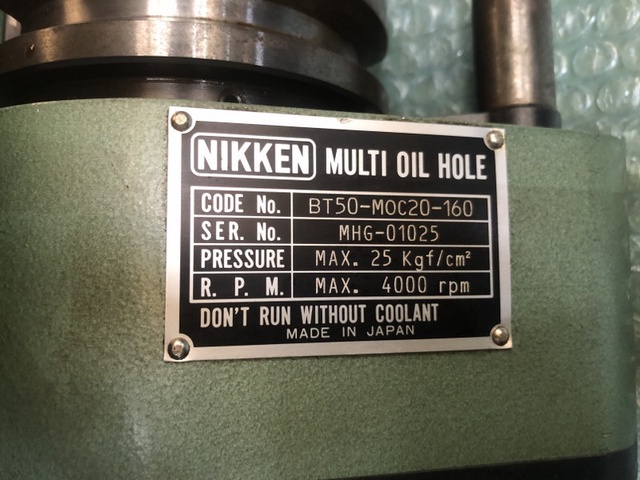 NIKKEN MULTI OIL HOLE
CODE No. BT50-MOC20-160
SER. No. MHG-01025
PRESSURE MAX. 25 Kgf/cm²
R. P. M. MAX. 4000 rpm
DON'T RUN WITHOUT COOLANT
MADE IN JAPAN